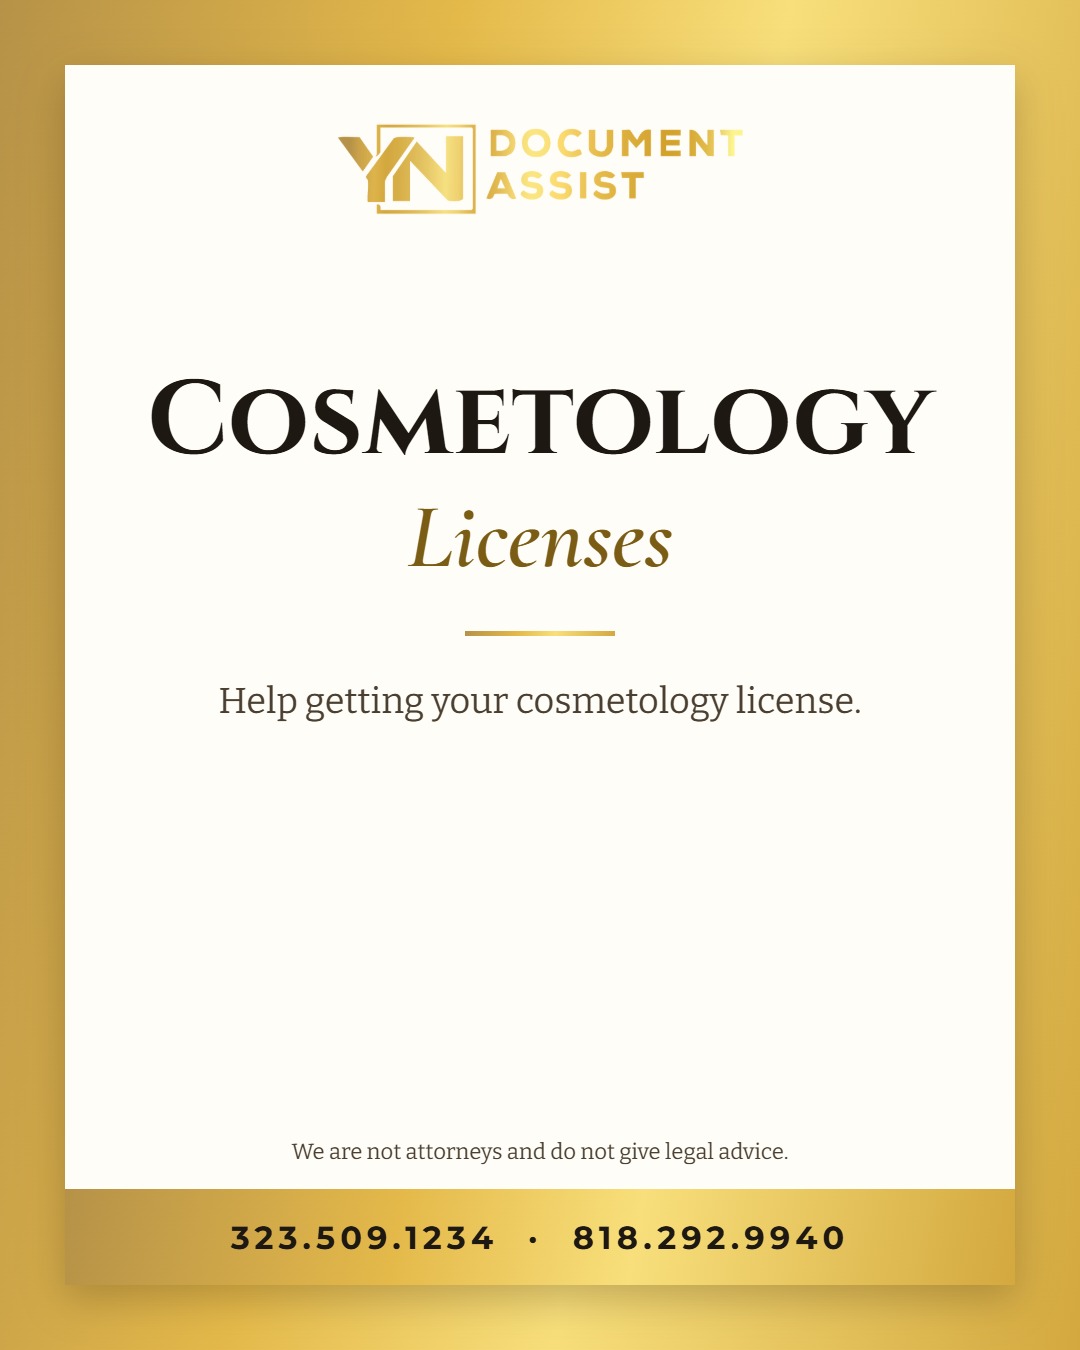 YN DOCUMENT
ASSIST
Cosmetology
Licenses
Help getting your cosmetology license.
We are not attorneys and do not give legal advice.
323.509.1234 · 818.292.9940